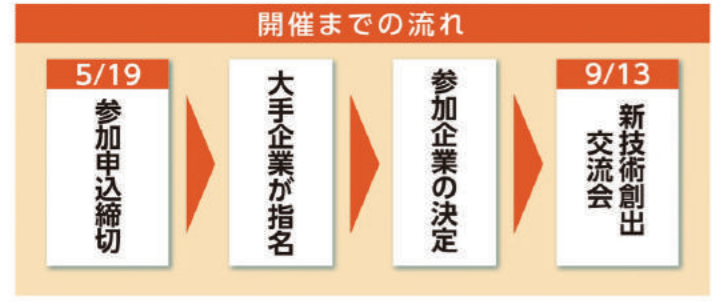 開催までの流れ
5/19
参加申込締切
大手企業が指名
参加企業の決定
9/13
新技術創出
交流会